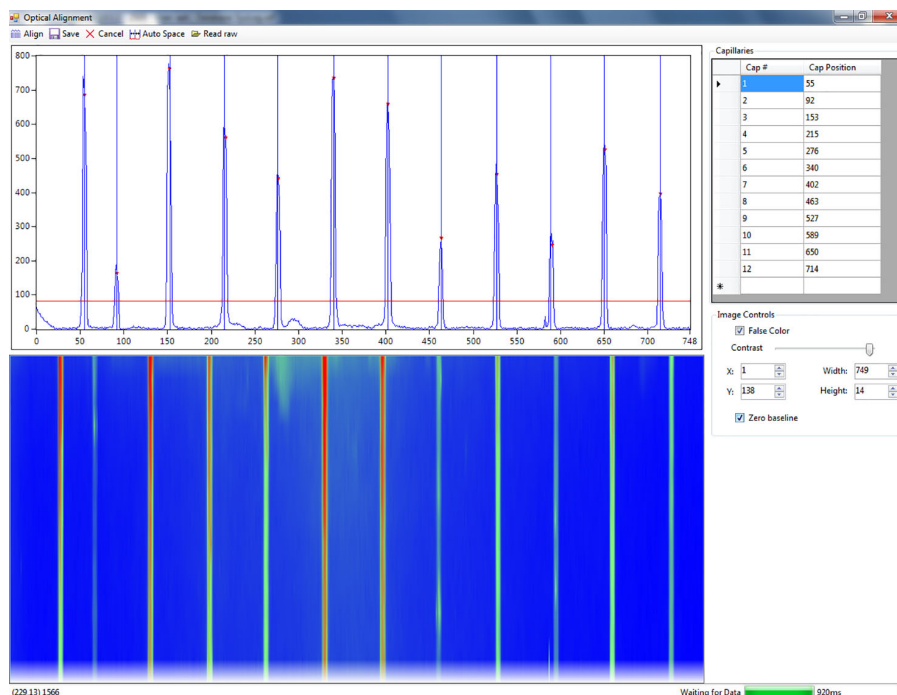 Optical Alignment
Align Save Cancel Auto Space Read raw
800
700
600
500
400
300
200
100
0
0 50 100 150 200 250 300 350 400 450 500 550 600 650 700 748
Capillaries
Cap # Cap Position
1 55
2 92
3 153
4 215
5 276
6 340
7 402
8 463
9 527
10 589
11 650
12 714
Image Controls
False Color
Contrast
X: 1 Width: 749
Y: 138 Height: 14
Zero baseline
(229.13) 1566
Waiting for Data 920ms